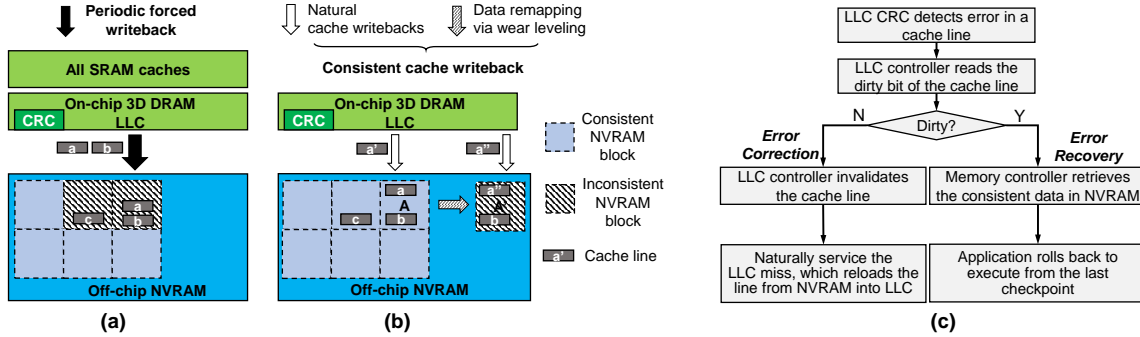 Periodic forced
writeback
All SRAM caches
On-chip 3D DRAM
LLC
CRC
a
b
c
a
b
Off-chip NVRAM
(a)
Natural
cache writebacks
Data remapping
via wear leveling
Consistent cache writeback
On-chip 3D DRAM
LLC
CRC
a'
a''
a
A
c
b
a''
A'
b
Off-chip NVRAM
(b)
Consistent
NVRAM
block
Inconsistent
NVRAM
block
a'
Cache line
LLC CRC detects error in a
cache line
LLC controller reads the
dirty bit of the cache line
N
Dirty?
Y
Error
Correction
Error
Recovery
LLC controller invalidates
the cache line
Memory controller retrieves
the consistent data in NVRAM
Naturally service the
LLC miss, which reloads the
line from NVRAM into LLC
Application rolls back to
execute from the last
checkpoint
(c)